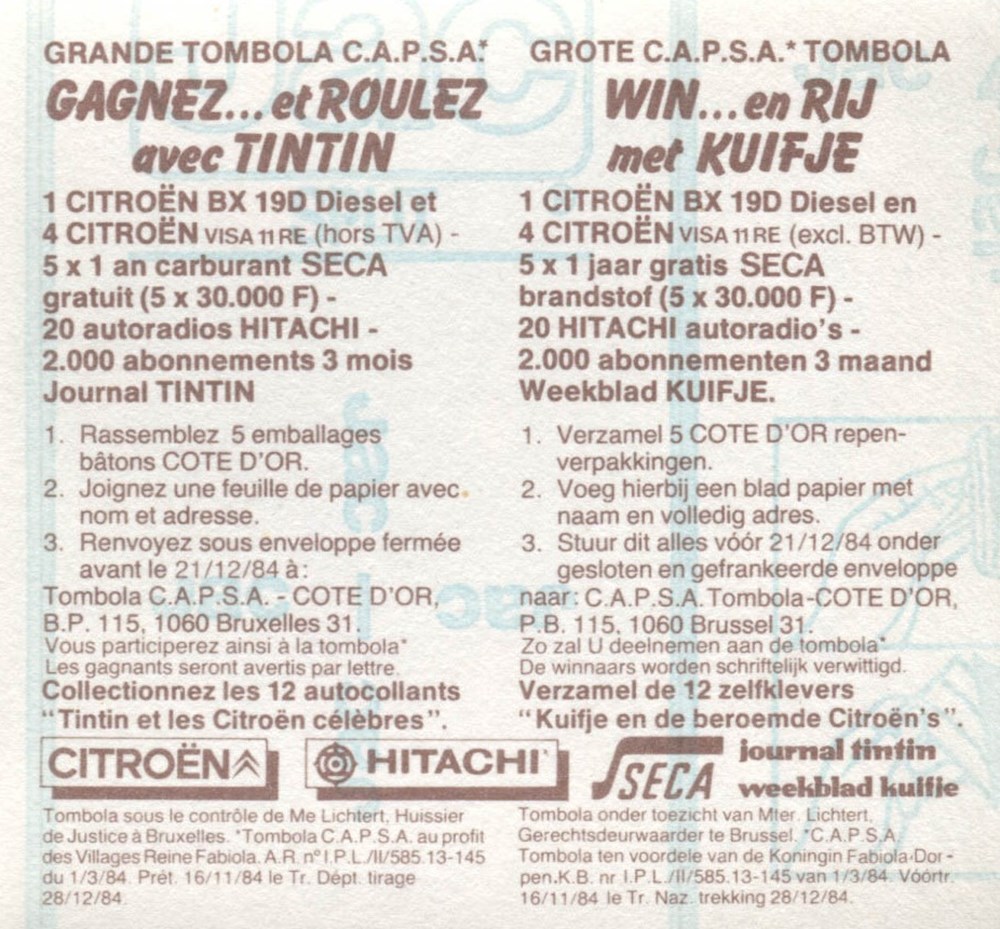 GRANDE TOMBOLA C.A.P.S.A.*
GAGNEZ...et ROULEZ
avec TINTIN
1 CITROËN BX 19D Diesel et
4 CITROËN VISA 11 RE (hors TVA) -
5 x 1 an carburant SECA
gratuit (5 x 30.000 F) -
20 autoradios HITACHI -
2.000 abonnements 3 mois
Journal TINTIN
1. Rassemblez 5 emballages
bâtons COTE D'OR.
2. Joignez une feuille de papier avec
nom et adresse.
3. Renvoyez sous enveloppe fermée
avant le 21/12/84 à:
Tombola C.A.P.S.A. - COTE D'OR,
B.P. 115, 1060 Bruxelles 31.
Vous participerez ainsi à la tombola*
Les gagnants seront avertis par lettre.
Collectionnez les 12 autocollants
"Tintin et les Citroën célèbres".
GROTE C.A.P.S.A.* TOMBOLA
WIN...en RIJ
met KUIFJE
1 CITROËN BX 19D Diesel en
4 CITROËN VISA 11 RE (excl. BTW) -
5 x 1 jaar gratis SECA
brandstof (5 x 30.000 F) -
20 HITACHI autoradio's -
2.000 abonnementen 3 maand
Weekblad KUIFJE.
1. Verzamel 5 COTE D'OR repen-
verpakkingen.
2. Voeg hierbij een blad papier met
naam en volledig adres.
3. Stuur dit alles vóór 21/12/84 onder
gesloten en gefrankeerde enveloppe
naar: C.A.P.S.A. Tombola-COTE D'OR,
P.B. 115, 1060 Brussel 31.
Zo zal U deelnemen aan de tombola*
De winnaars worden schriftelijk verwittigd.
Verzamel de 12 zelfklevers
"Kuifje en de beroemde Citroën's".
CITROËN
HITACHI
SECA
journal tintin
weekblad kuifje
Tombola sous le contrôle de Me Lichtert, Huissier
de Justice à Bruxelles. *Tombola C.A.P.S.A. au profit
des Villages Reine Fabiola. A.R. n° I.P.L./II/585.13-145
du 1/3/84. Prét. 16/11/84 le Tr. Dépt. tirage
28/12/84.
Tombola onder toezicht van Mter. Lichtert,
Gerechtsdeurwaarder te Brussel. *C.A.P.S.A.
Tombola ten voordele van de Koningin Fabiola-Dor-
pen.K.B. nr I.P.L./II/585.13-145 van 1/3/84. Vóórtr.
16/11/84 le Tr. Naz. trekking 28/12/84.